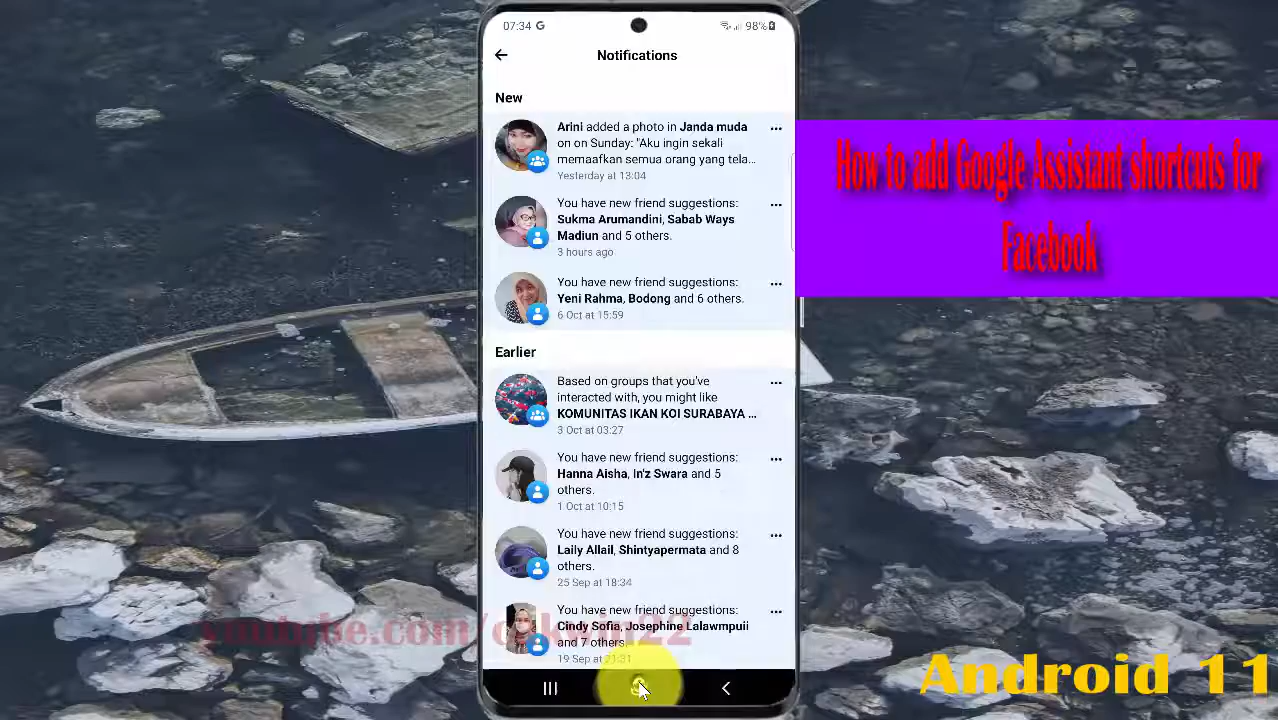 07:34 G
98%
Notifications
New
Arini added a photo in Janda muda
on on Sunday: "Aku ingin sekali
memaafkan semua orang yang tela...
Yesterday at 13:04
You have new friend suggestions:
Sukma Arumandini, Sabab Ways
Madiun and 5 others.
3 hours ago
You have new friend suggestions:
Yeni Rahma, Bodong and 6 others.
6 Oct at 15:59
Earlier
Based on groups that you've
interacted with, you might like
KOMUNITAS IKAN KOI SURABAYA ...
3 Oct at 03:27
You have new friend suggestions:
Hanna Aisha, In'z Swara and 5
others.
1 Oct at 10:15
You have new friend suggestions:
Laily Allail, Shintyapermata and 8
others.
25 Sep at 18:34
You have new friend suggestions:
Cindy Sofia, Josephine Lalawmpuii
and 7 others.
19 Sep at 21:31
How to add Google Assistant shortcuts for
Facebook
Android 11